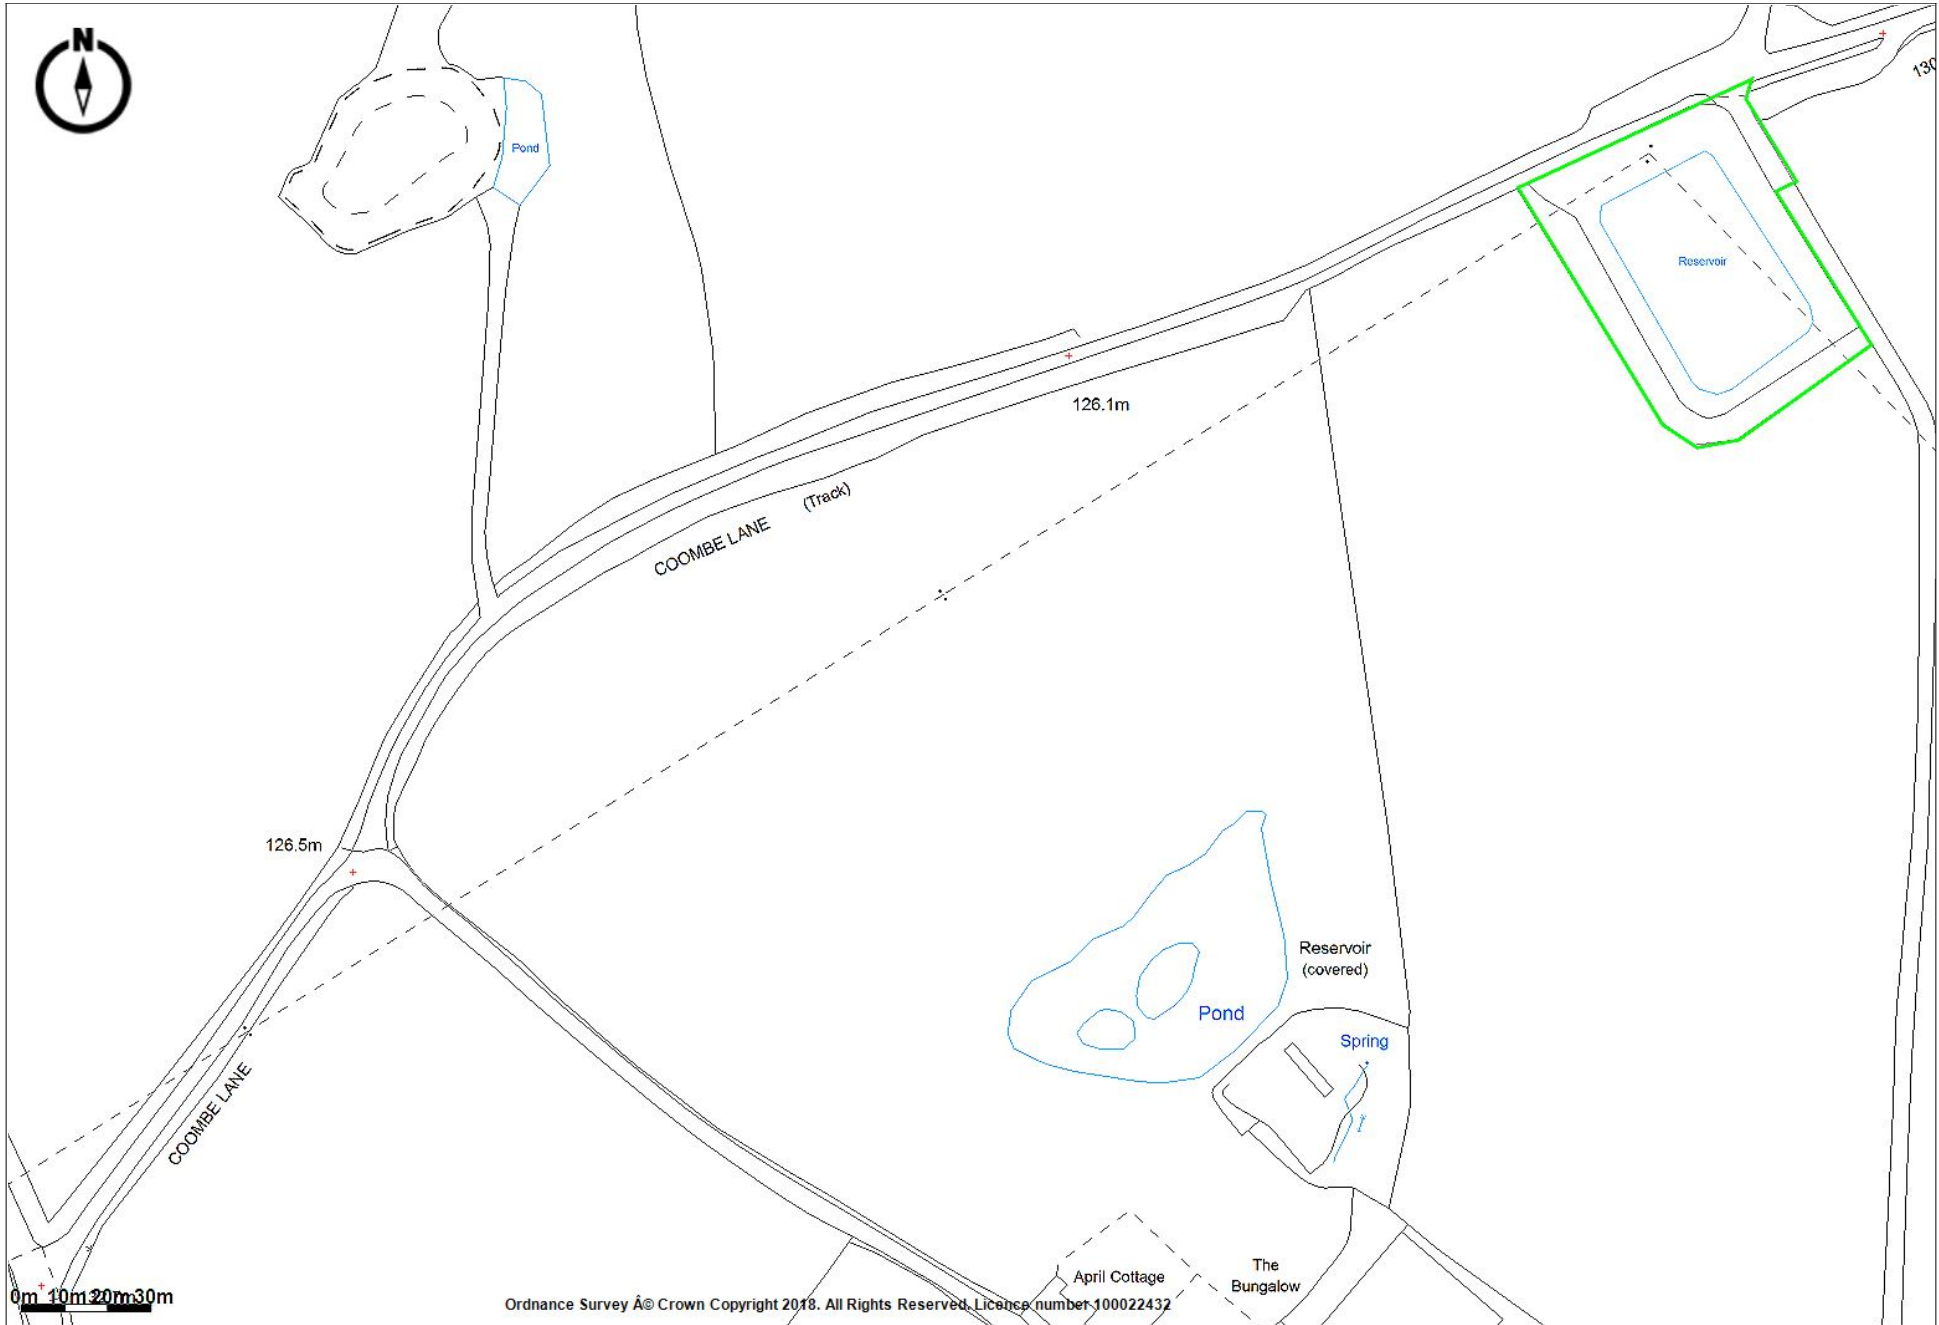 N
130
Pond
Reservoir
126.1m
(Track)
COOMBE LANE
126.5m
Reservoir
(covered)
Pond
Spring
COOMBE LANE
April Cottage
The
Bungalow
0m 10m 20m 30m
Ordnance Survey Â© Crown Copyright 2018. All Rights Reserved. Licence number 100022432